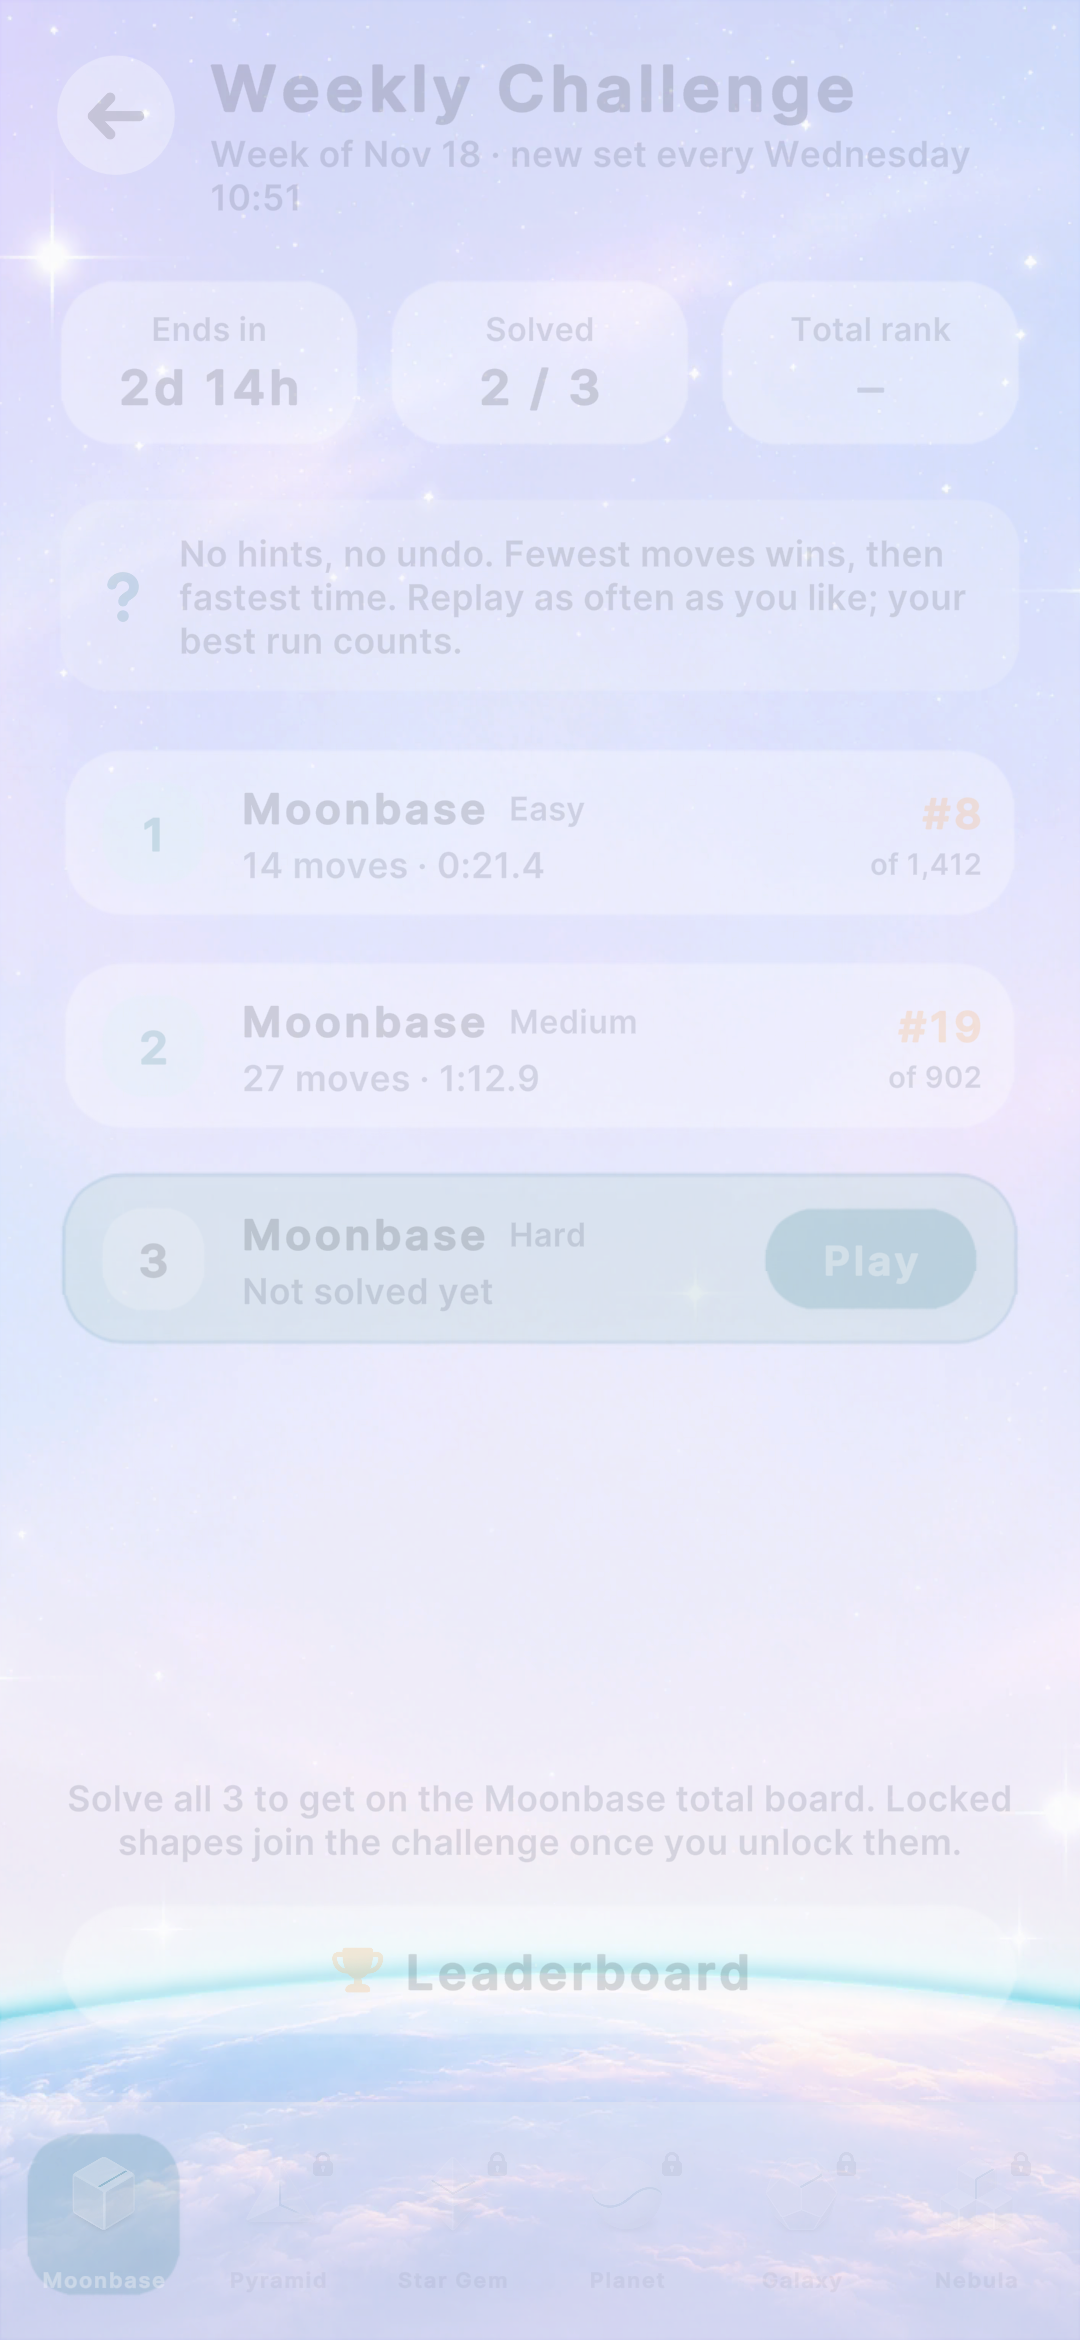 Weekly Challenge
Week of Nov 18 · new set every Wednesday
10:51
Ends in
2d 14h
Solved
2 / 3
Total rank
–
?
No hints, no undo. Fewest moves wins, then
fastest time. Replay as often as you like; your
best run counts.
1
Moonbase Easy
14 moves · 0:21.4
#8
of 1,412
2
Moonbase Medium
27 moves · 1:12.9
#19
of 902
3
Moonbase Hard
Not solved yet
Play
Solve all 3 to get on the Moonbase total board. Locked
shapes join the challenge once you unlock them.
Leaderboard
Moonbase
Pyramid
Star Gem
Planet
Galaxy
Nebula